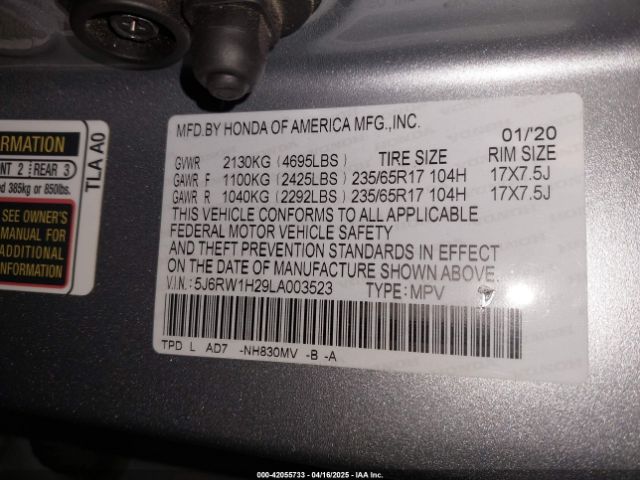 MFD.BY HONDA OF AMERICA MFG.,INC.
01/'20
GVWR 2130KG (4695LBS) TIRE SIZE RIM SIZE
GAWR F 1100KG (2425LBS) 235/65R17 104H 17X7.5J
GAWR R 1040KG (2292LBS) 235/65R17 104H 17X7.5J
THIS VEHICLE CONFORMS TO ALL APPLICABLE
FEDERAL MOTOR VEHICLE SAFETY
AND THEFT PREVENTION STANDARDS IN EFFECT
ON THE DATE OF MANUFACTURE SHOWN ABOVE.
V.I.N.: 5J6RW1H29LA003523 TYPE: MPV
TPD L AD7 -NH830MV -B -A
ORMATION
NT 2 REAR 3
ed 385kg or 850lbs.
SEE OWNER'S
MANUAL FOR
ADDITIONAL
INFORMATION
TLA A0
000-42055733 - 04/16/2025 - IAA Inc.